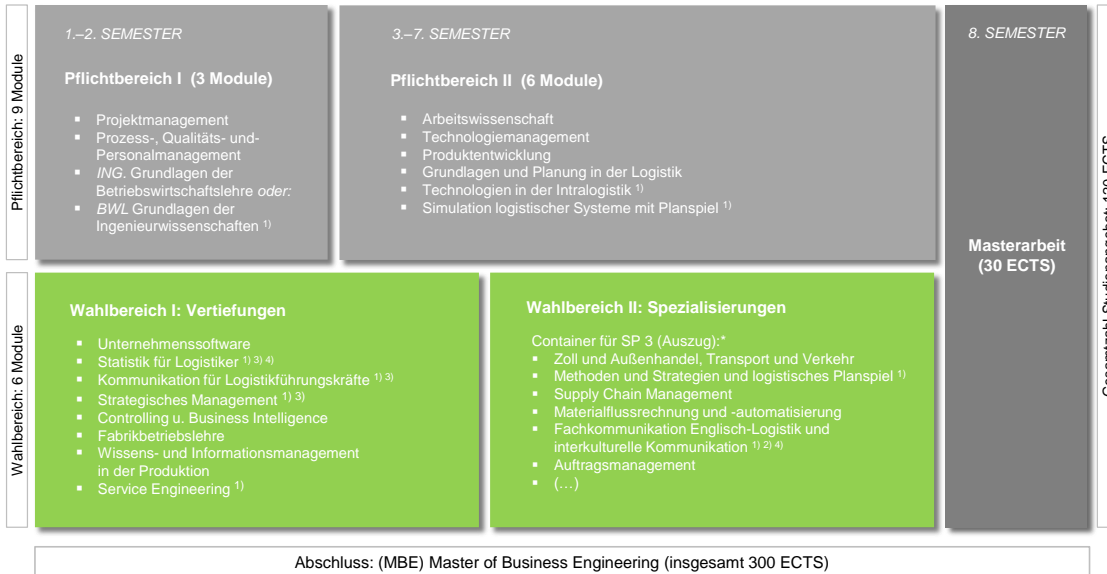 Pflichtbereich: 9 Module
1.–2. SEMESTER
Pflichtbereich I (3 Module)
▪ Projektmanagement
▪ Prozess-, Qualitäts- und-
Personalmanagement
▪ ING. Grundlagen der
Betriebswirtschaftslehre oder:
▪ BWL Grundlagen der
Ingenieurwissenschaften 1)
3.–7. SEMESTER
Pflichtbereich II (6 Module)
▪ Arbeitswissenschaft
▪ Technologiemanagement
▪ Produktentwicklung
▪ Grundlagen und Planung in der Logistik
▪ Technologien in der Intralogistik 1)
▪ Simulation logistischer Systeme mit Planspiel 1)
8. SEMESTER
Masterarbeit
(30 ECTS)
Wahlbereich: 6 Module
Wahlbereich I: Vertiefungen
▪ Unternehmenssoftware
▪ Statistik für Logistiker 1) 3) 4)
▪ Kommunikation für Logistikführungskräfte 1) 3)
▪ Strategisches Management 1) 3)
▪ Controlling u. Business Intelligence
▪ Fabrikbetriebslehre
▪ Wissens- und Informationsmanagement
in der Produktion
▪ Service Engineering 1)
Wahlbereich II: Spezialisierungen
Container für SP 3 (Auszug):*
▪ Zoll und Außenhandel, Transport und Verkehr
▪ Methoden und Strategien und logistisches Planspiel 1)
▪ Supply Chain Management
▪ Materialflussrechnung und -automatisierung
▪ Fachkommunikation Englisch-Logistik und
interkulturelle Kommunikation 1) 2) 4)
▪ Auftragsmanagement
▪ (…)
Abschluss: (MBE) Master of Business Engineering (insgesamt 300 ECTS)